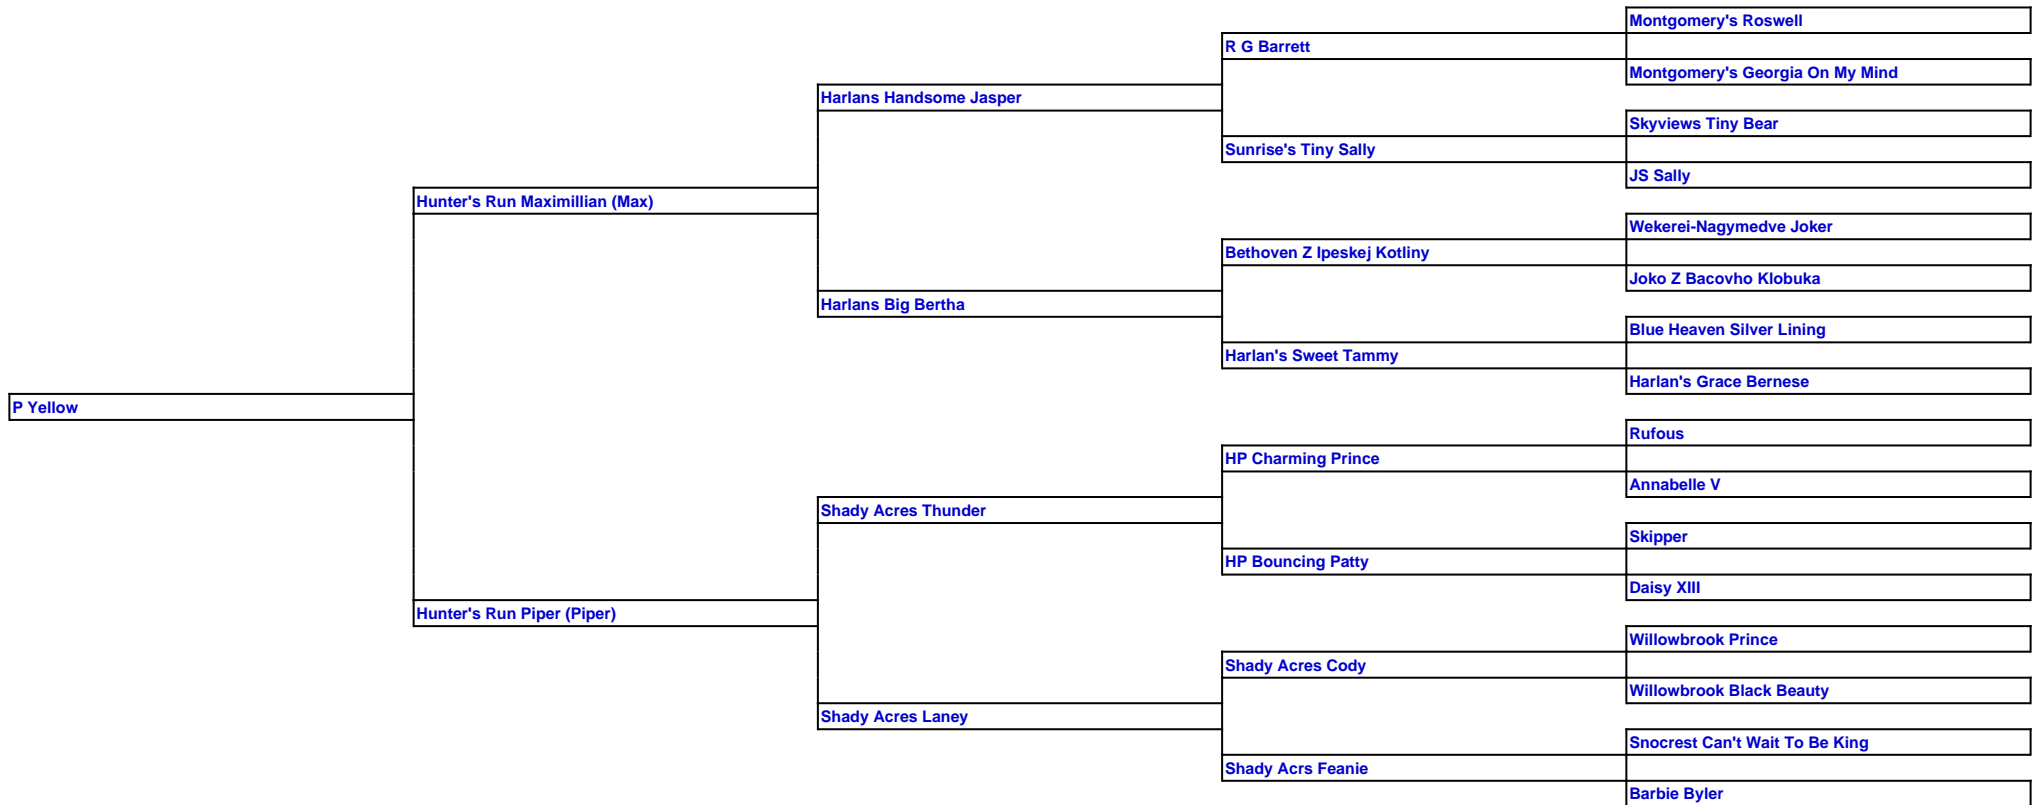 Montgomery's Roswell
R G Barrett
Montgomery's Georgia On My Mind
Harlans Handsome Jasper
Skyviews Tiny Bear
Sunrise's Tiny Sally
JS Sally
Hunter's Run Maximillian (Max)
Wekerei-Nagymedve Joker
Bethoven Z Ipeskej Kotliny
Joko Z Bacovho Klobuka
Harlans Big Bertha
Blue Heaven Silver Lining
Harlan's Sweet Tammy
Harlan's Grace Bernese
P Yellow
Rufous
HP Charming Prince
Annabelle V
Shady Acres Thunder
Skipper
HP Bouncing Patty
Daisy XIII
Hunter's Run Piper (Piper)
Willowbrook Prince
Shady Acres Cody
Willowbrook Black Beauty
Shady Acres Laney
Snocrest Can't Wait To Be King
Shady Acrs Feanie
Barbie Byler